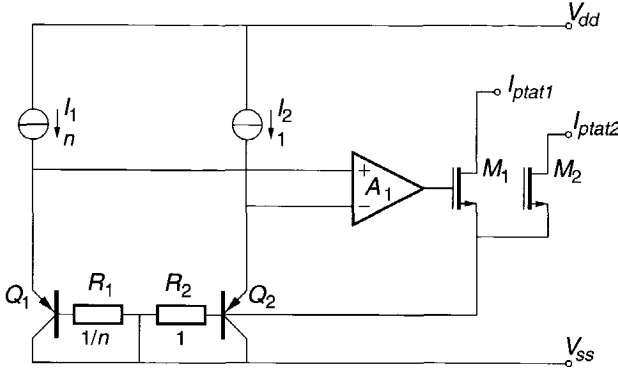 V_dd
I_1
n
I_2
1
I_ptat1
I_ptat2
+
A_1
−
M_1
M_2
Q_1
R_1
1/n
R_2
1
Q_2
V_ss